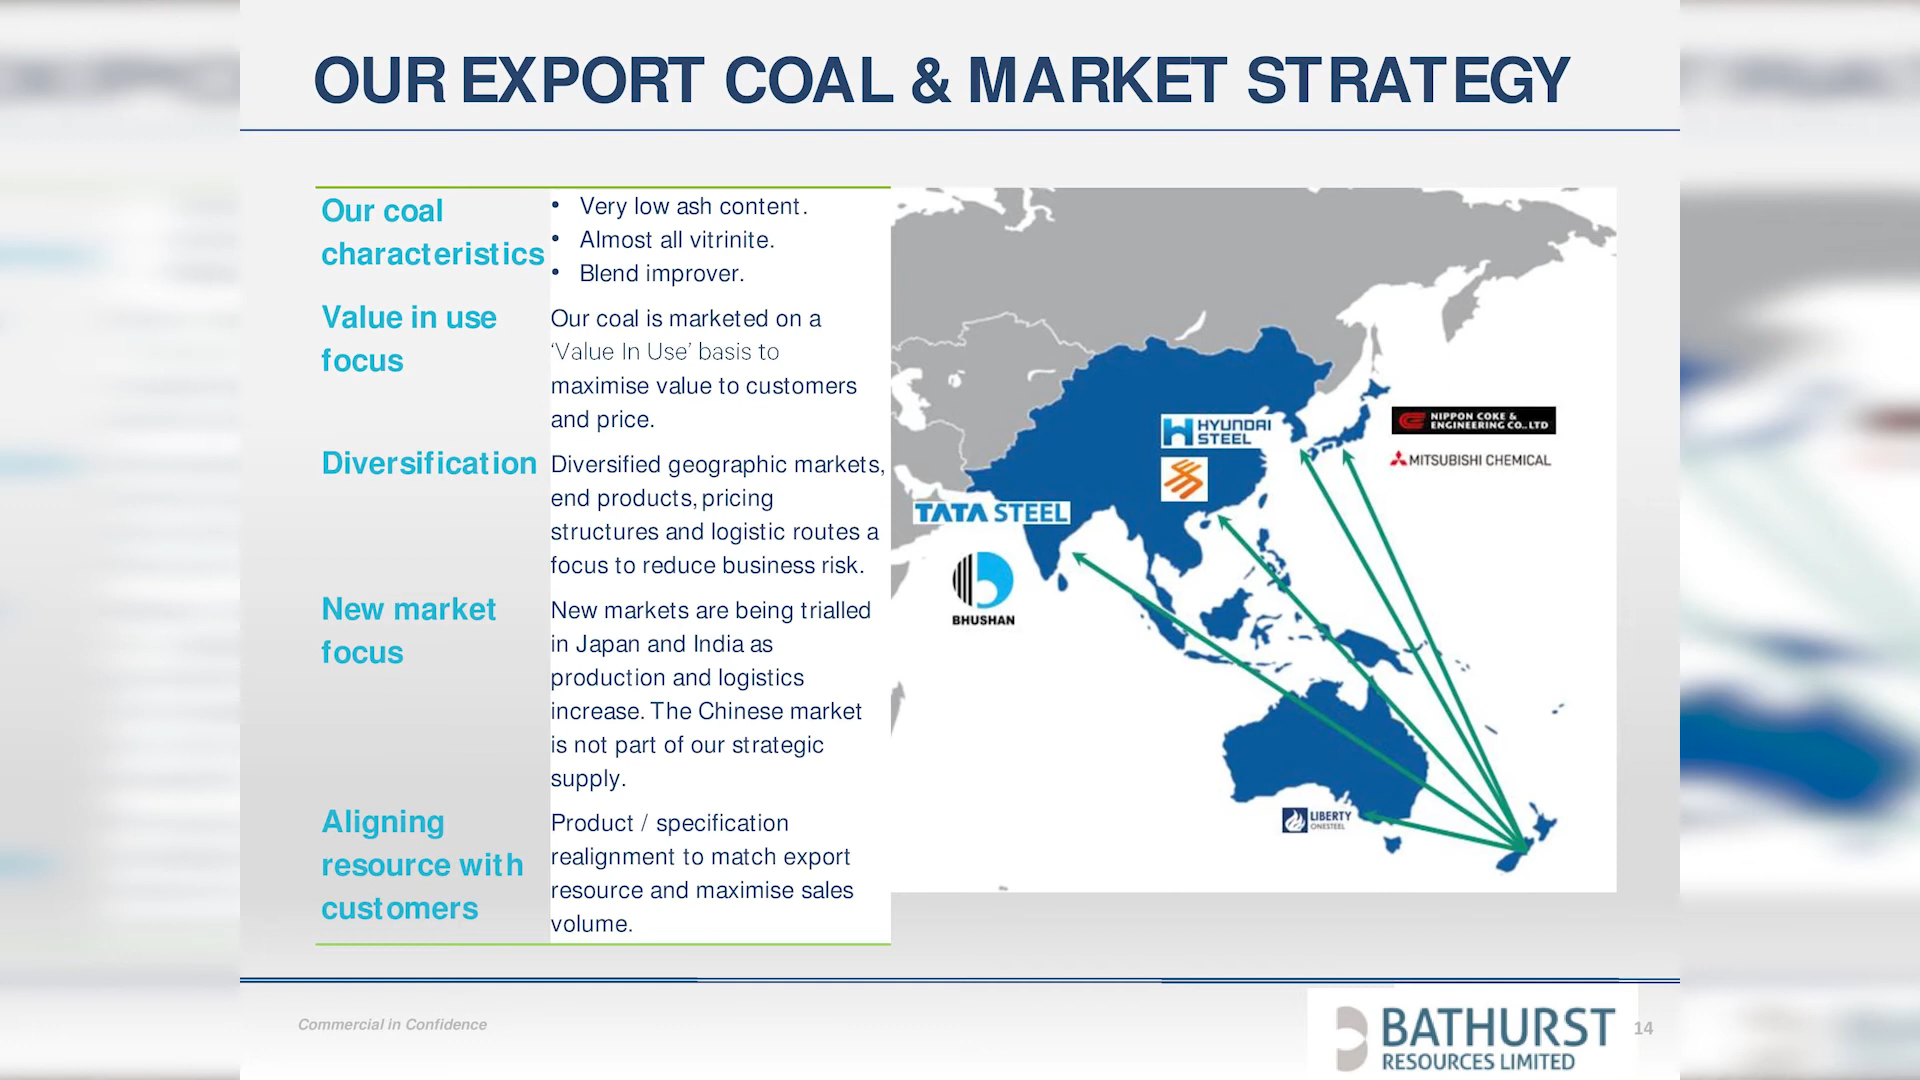 OUR EXPORT COAL & MARKET STRATEGY
Our coal
characteristics
• Very low ash content.
• Almost all vitrinite.
• Blend improver.
Value in use
focus
Our coal is marketed on a
‘Value In Use’ basis to
maximise value to customers
and price.
Diversification
Diversified geographic markets,
end products, pricing
structures and logistic routes a
focus to reduce business risk.
New market
focus
New markets are being trialled
in Japan and India as
production and logistics
increase. The Chinese market
is not part of our strategic
supply.
Aligning
resource with
customers
Product / specification
realignment to match export
resource and maximise sales
volume.
HYUNDAI
STEEL
NIPPON COKE &
ENGINEERING CO., LTD
MITSUBISHI CHEMICAL
TATA STEEL
BHUSHAN
LIBERTY
ONESTEEL
Commercial in Confidence
BATHURST
RESOURCES LIMITED
14